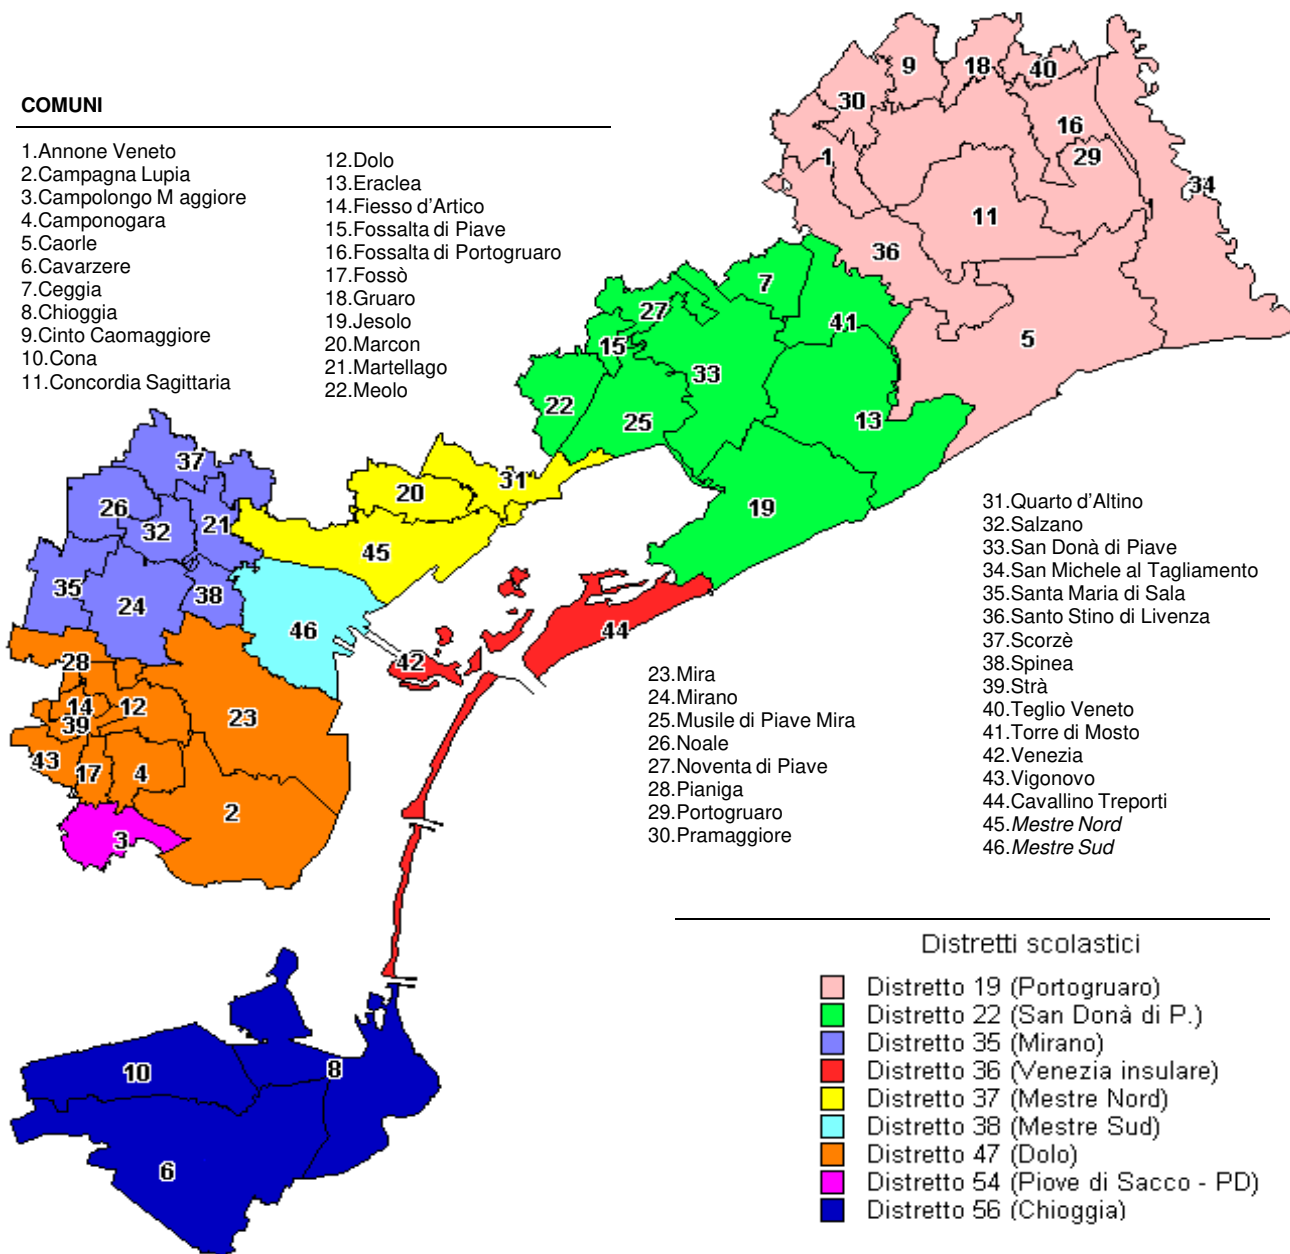 COMUNI
1.Annone Veneto
2.Campagna Lupia
3.Campolongo M aggiore
4.Camponogara
5.Caorle
6.Cavarzere
7.Ceggia
8.Chioggia
9.Cinto Caomaggiore
10.Cona
11.Concordia Sagittaria
12.Dolo
13.Eraclea
14.Fiesso d'Artico
15.Fossalta di Piave
16.Fossalta di Portogruaro
17.Fossò
18.Gruaro
19.Jesolo
20.Marcon
21.Martellago
22.Meolo
23.Mira
24.Mirano
25.Musile di Piave Mira
26.Noale
27.Noventa di Piave
28.Pianiga
29.Portogruaro
30.Pramaggiore
31.Quarto d'Altino
32.Salzano
33.San Donà di Piave
34.San Michele al Tagliamento
35.Santa Maria di Sala
36.Santo Stino di Livenza
37.Scorzè
38.Spinea
39.Strà
40.Teglio Veneto
41.Torre di Mosto
42.Venezia
43.Vigonovo
44.Cavallino Treporti
45.Mestre Nord
46.Mestre Sud
9
18
40
30
16
1
29
34
11
36
7
27
41
5
15
33
22
25
13
37
31
20
26
21
32
19
45
35
38
24
46
44
42
28
14
12
39
23
43
17
4
2
3
10
8
6
Distretti scolastici
Distretto 19 (Portogruaro)
Distretto 22 (San Donà di P.)
Distretto 35 (Mirano)
Distretto 36 (Venezia insulare)
Distretto 37 (Mestre Nord)
Distretto 38 (Mestre Sud)
Distretto 47 (Dolo)
Distretto 54 (Piove di Sacco - PD)
Distretto 56 (Chioggia)